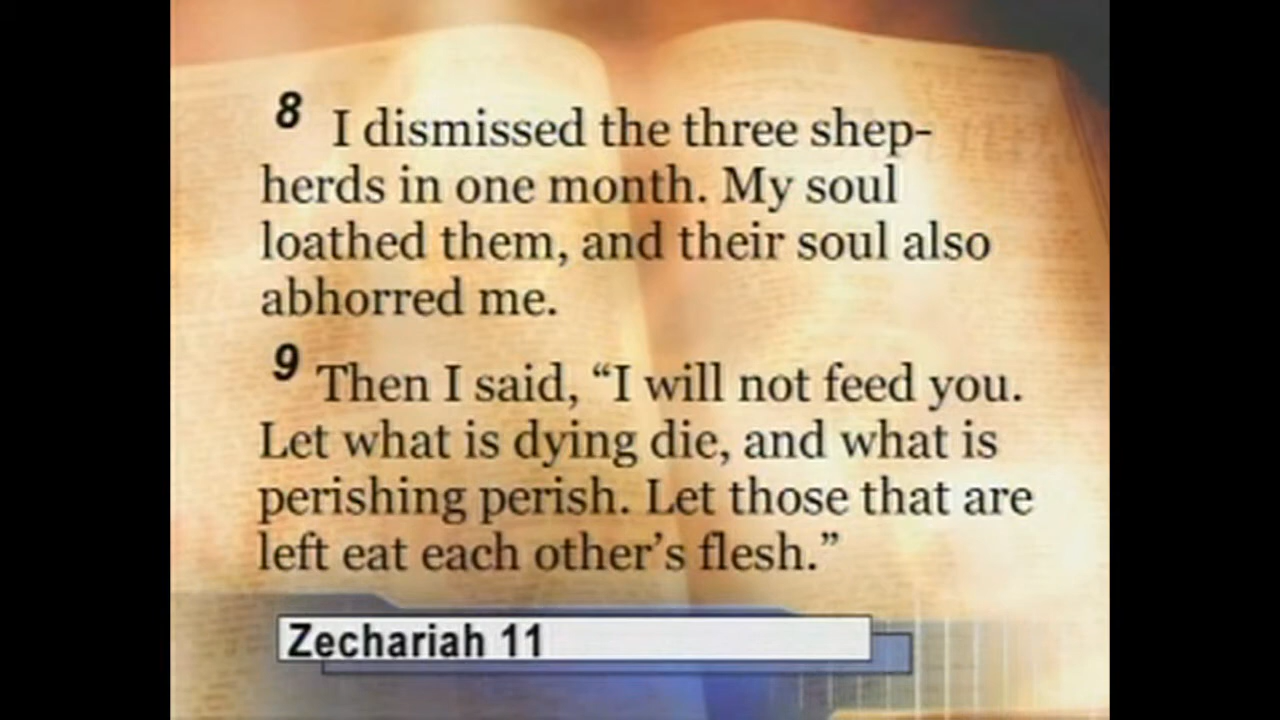 8 I dismissed the three shep-
herds in one month. My soul
loathed them, and their soul also
abhorred me.
9 Then I said, “I will not feed you.
Let what is dying die, and what is
perishing perish. Let those that are
left eat each other’s flesh.”
Zechariah 11